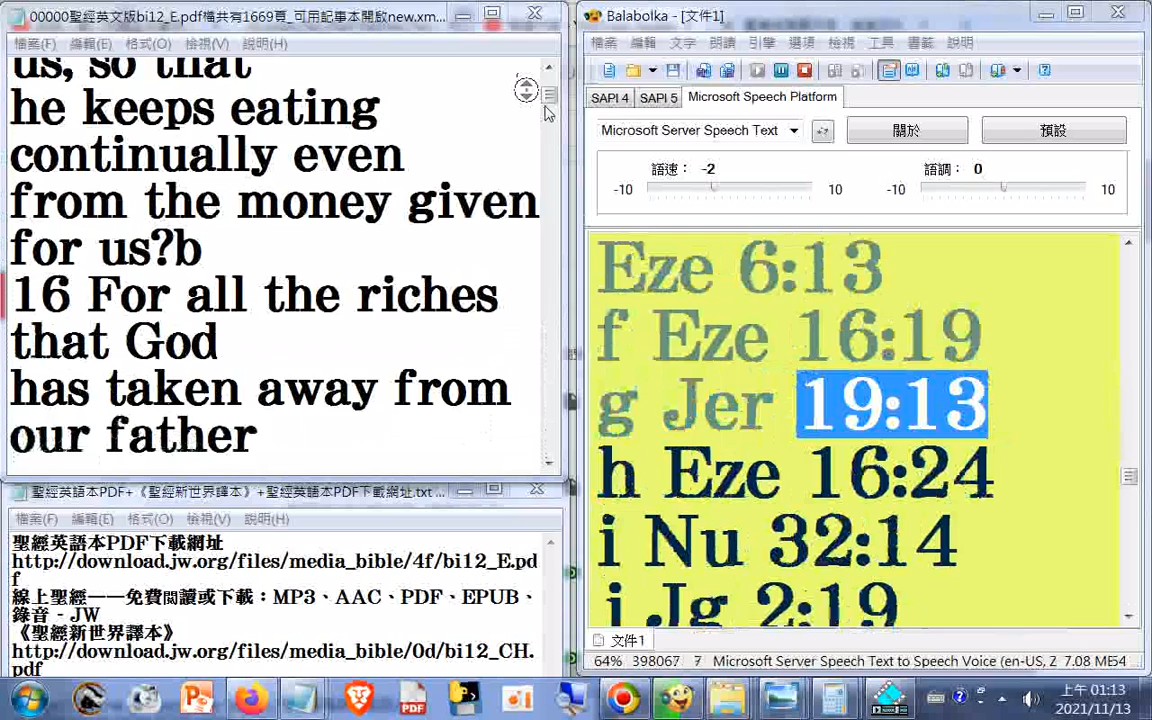 00000聖經英文版bi12_E.pdf檔共有1669頁_可用記事本開啟new.xm...
檔案(F) 編輯(E) 格式(O) 檢視(V) 說明(H)
us, so that
he keeps eating
continually even
from the money given
for us?b
16 For all the riches
that God
has taken away from
our father
聖經英語本PDF+《聖經新世界譯本》+聖經英語本PDF下載網址.txt ...
檔案(F) 編輯(E) 格式(O) 檢視(V) 說明(H)
聖經英語本PDF下載網址
http://download.jw.org/files/media_bible/4f/bi12_E.pd
f
線上聖經——免費閱讀或下載：MP3、AAC、PDF、EPUB、
錄音 - JW
《聖經新世界譯本》
http://download.jw.org/files/media_bible/0d/bi12_CH.
pdf
Balabolka - [文件1]
檔案 編輯 文字 朗讀 引擎 選項 檢視 工具 書籤 說明
SAPI 4 SAPI 5 Microsoft Speech Platform
Microsoft Server Speech Text 關於 預設
語速： -2 語調： 0
-10 10 -10 10
Eze 6:13
f Eze 16:19
g Jer 19:13
h Eze 16:24
i Nu 32:14
j Jg 2:19
文件1
64% 398067 7 Microsoft Server Speech Text to Speech Voice (en-US, 2 7.08 ME54
PDF
上午 01:13
2021/11/13